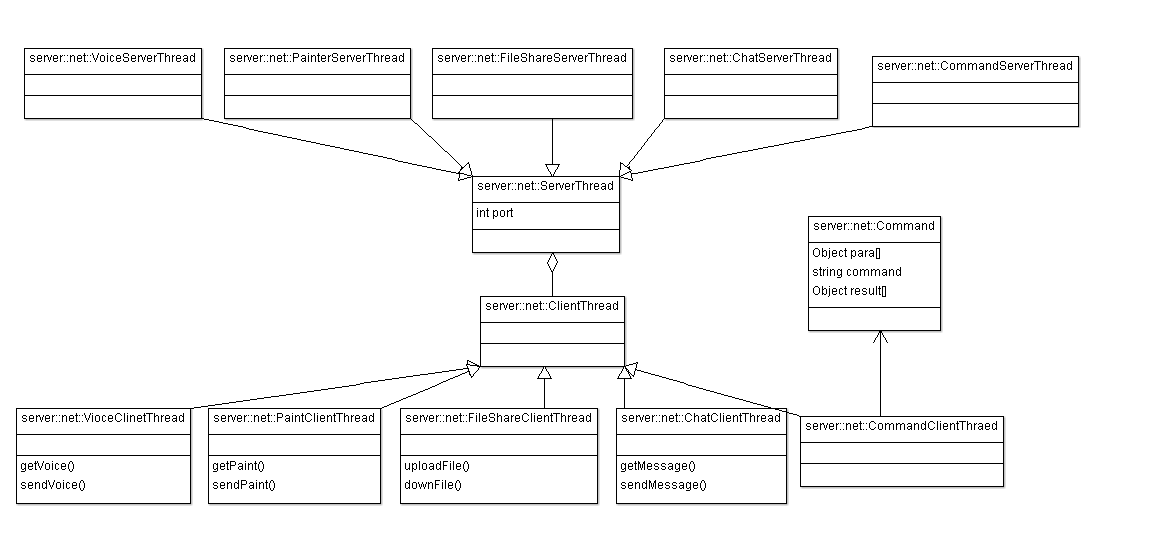 server::net::VoiceServerThread
server::net::PainterServerThread
server::net::FileShareServerThread
server::net::ChatServerThread
server::net::CommandServerThread
server::net::ServerThread
int port
server::net::Command
Object para[]
string command
Object result[]
server::net::ClientThread
server::net::VioceClinetThread
getVoice()
sendVoice()
server::net::PaintClientThread
getPaint()
sendPaint()
server::net::FileShareClientThread
uploadFile()
downFile()
server::net::ChatClientThread
getMessage()
sendMessage()
server::net::CommandClientThraed